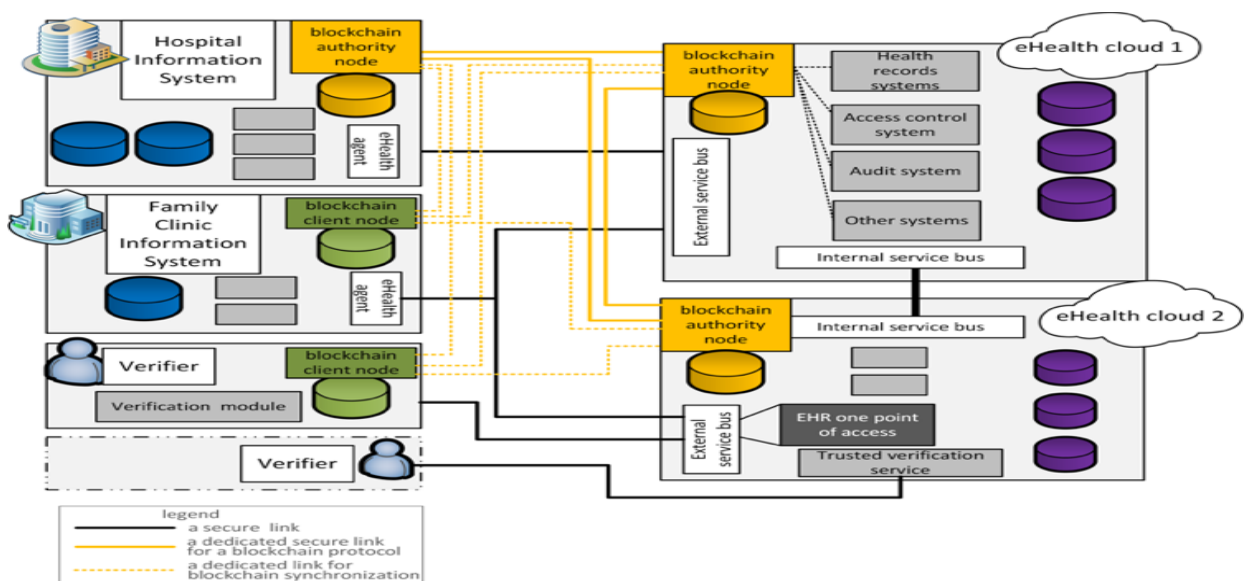 Hospital
Information
System
blockchain
authority
node
eHealth
agent
Family
Clinic
Information
System
blockchain
client node
eHealth
agent
Verifier
blockchain
client node
Verification module
Verifier
legend
a secure link
a dedicated secure link
for a blockchain protocol
a dedicated link for
blockchain synchronization
eHealth cloud 1
blockchain
authority
node
Health
records
systems
Access control
system
Audit system
Other systems
External service bus
Internal service bus
eHealth cloud 2
blockchain
authority
node
Internal service bus
External
service bus
EHR one point
of access
Trusted verification
service